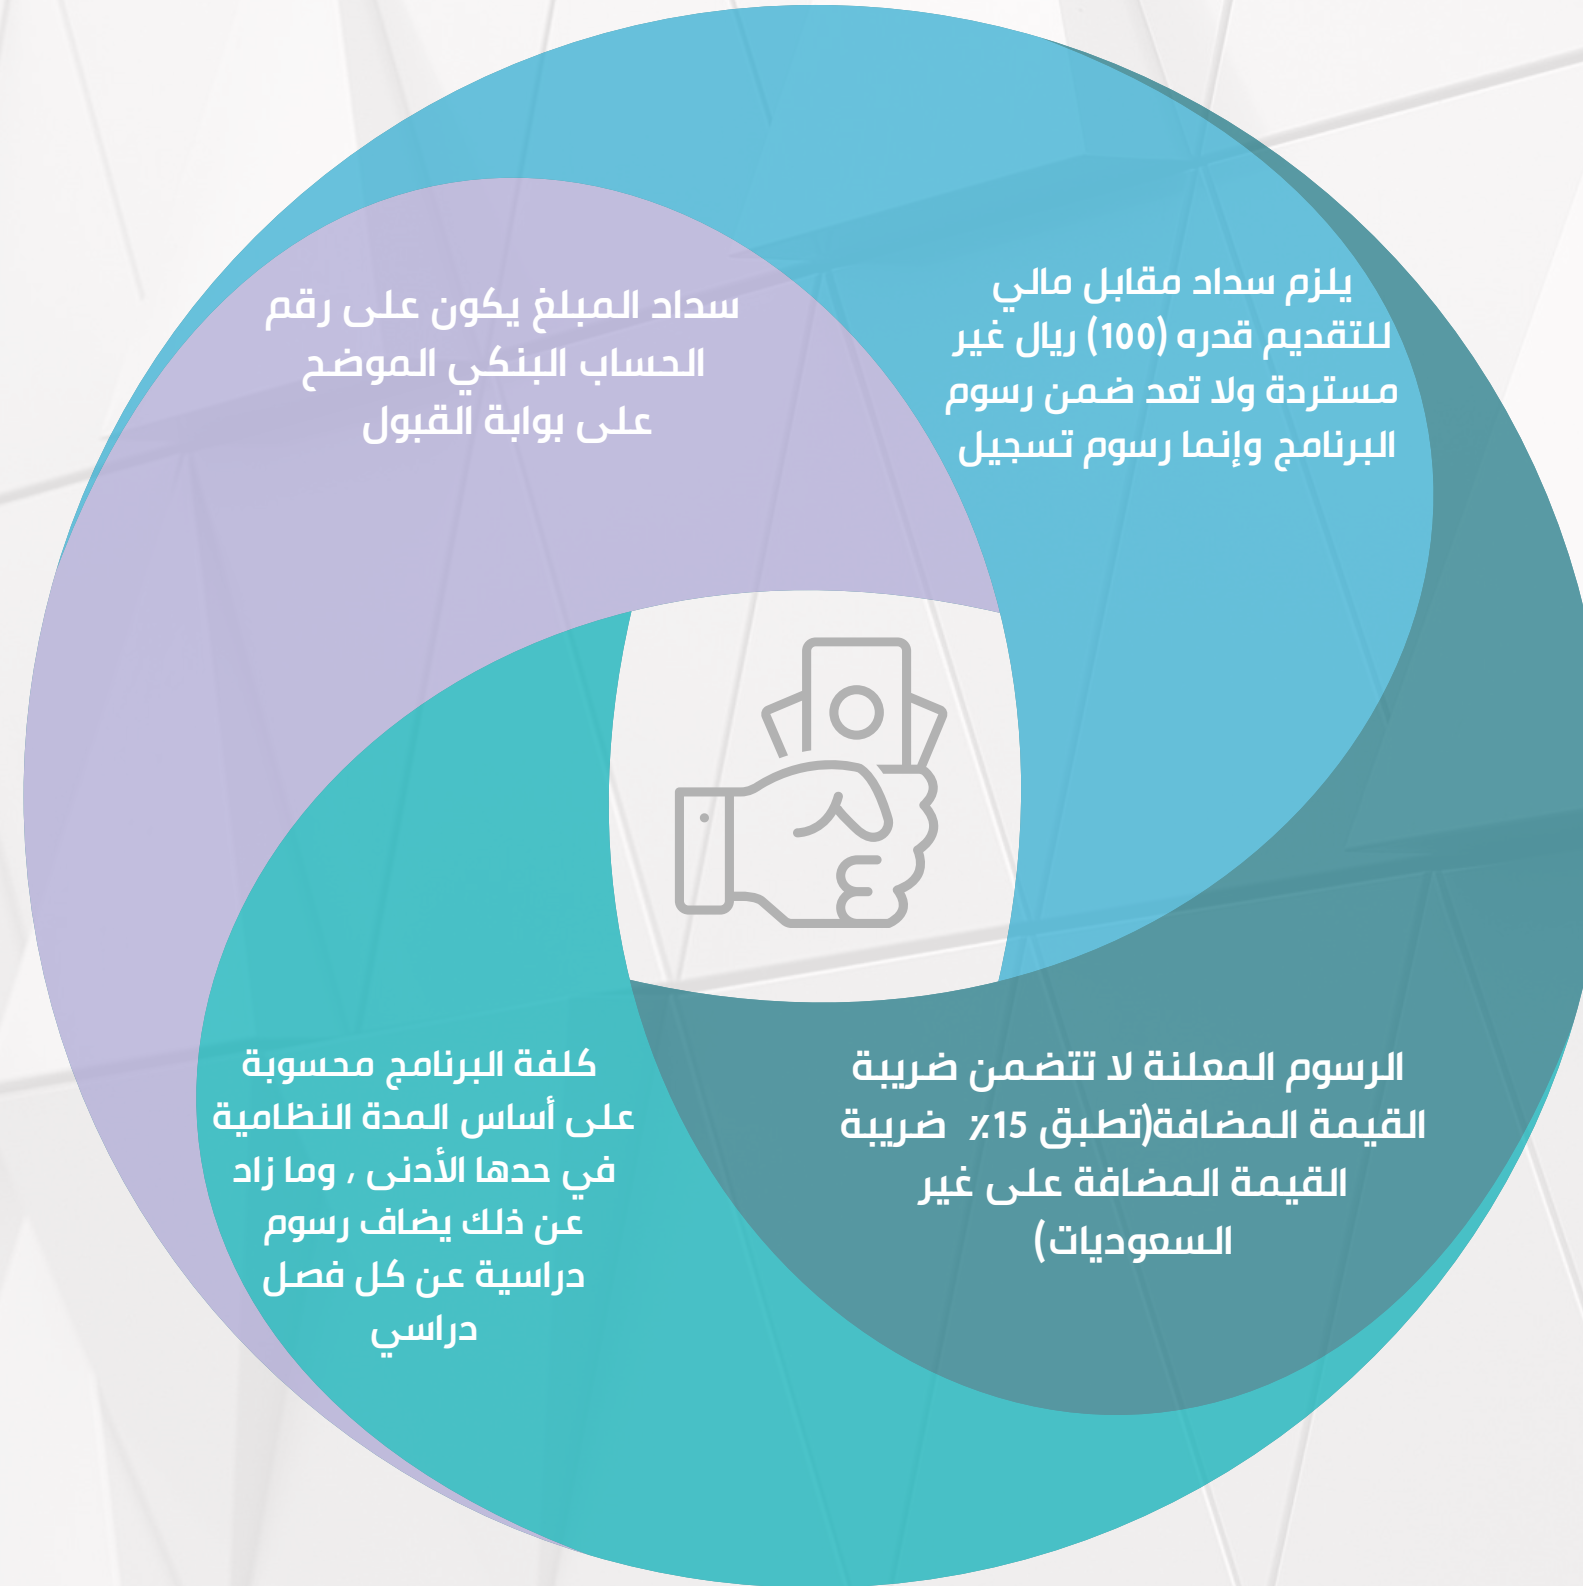 يلزم سداد مقابل مالي
للتقديم قدره (100) ريال غير
مستردة ولا تعد ضمن رسوم
البرنامج وإنما رسوم تسجيل
سداد المبلغ يكون على رقم
الحساب البنكي الموضح
على بوابة القبول
الرسوم المعلنة لا تتضمن ضريبة
القيمة المضافة(تطبق 15٪ ضريبة
القيمة المضافة على غير
السعوديات)
كلفة البرنامج محسوبة
على أساس المدة النظامية
في حدها الأدنى ، وما زاد
عن ذلك يضاف رسوم
دراسية عن كل فصل
دراسي